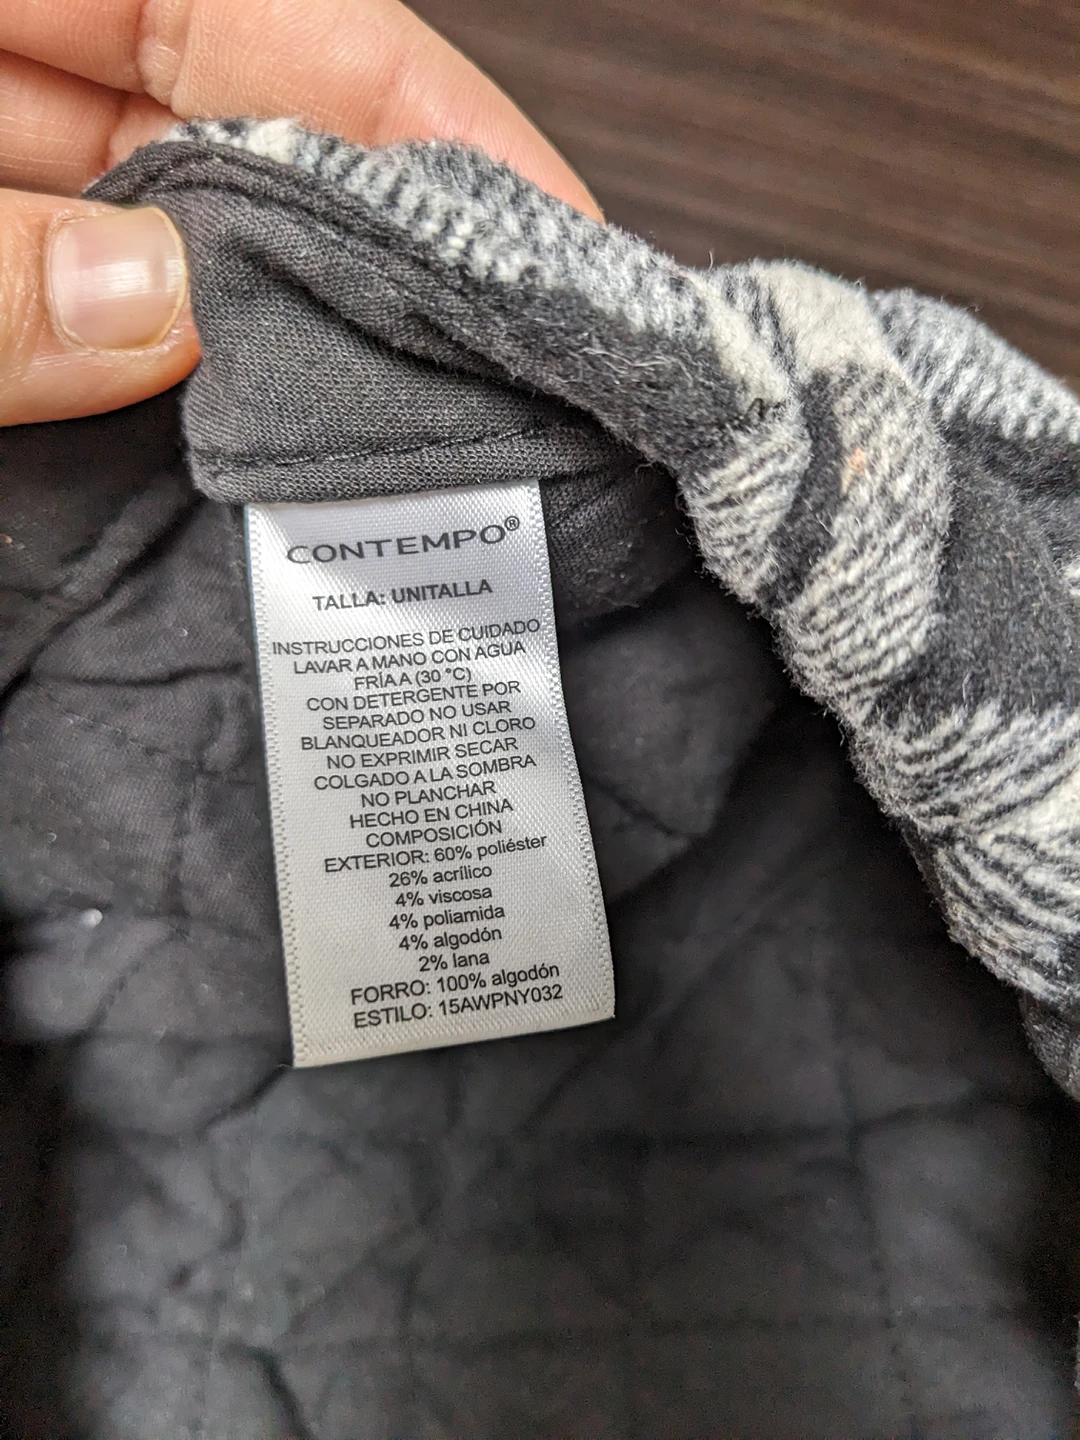 CONTEMPO®
TALLA: UNITALLA
INSTRUCCIONES DE CUIDADO
LAVAR A MANO CON AGUA
FRÍA A (30 °C)
CON DETERGENTE POR
SEPARADO NO USAR
BLANQUEADOR NI CLORO
NO EXPRIMIR SECAR
COLGADO A LA SOMBRA
NO PLANCHAR
HECHO EN CHINA
COMPOSICIÓN
EXTERIOR: 60% poliéster
26% acrílico
4% viscosa
4% poliamida
4% algodón
2% lana
FORRO: 100% algodón
ESTILO: 15AWPNY032